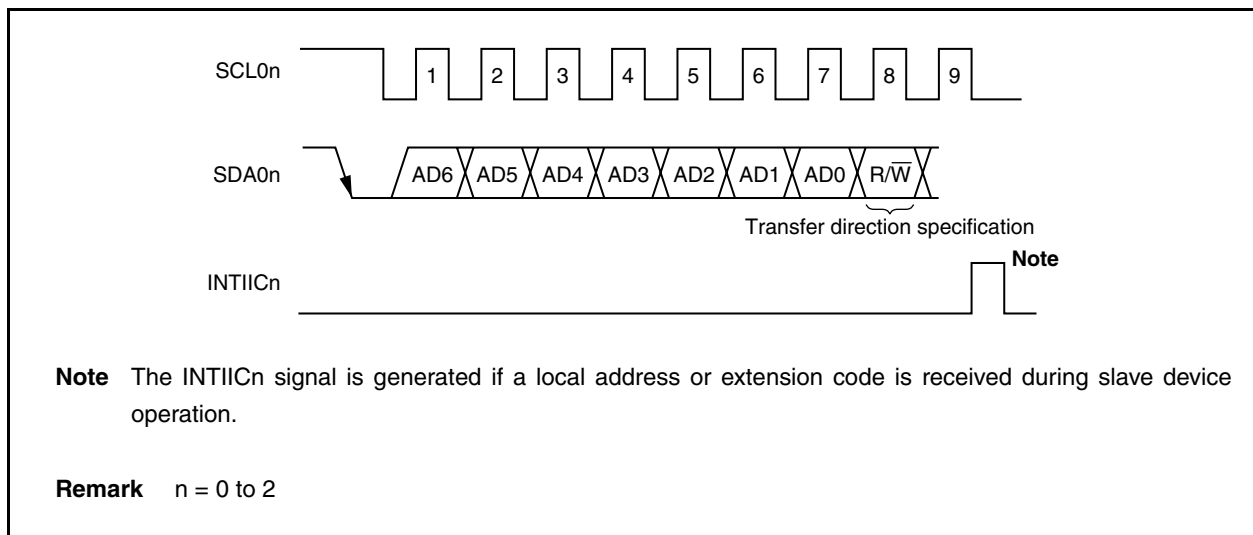 SCL0n 1 2 3 4 5 6 7 8 9
SDA0n AD6 AD5 AD4 AD3 AD2 AD1 AD0 R/W̅
Transfer direction specification
Note
INTIICn
Note The INTIICn signal is generated if a local address or extension code is received during slave device
operation.
Remark n = 0 to 2